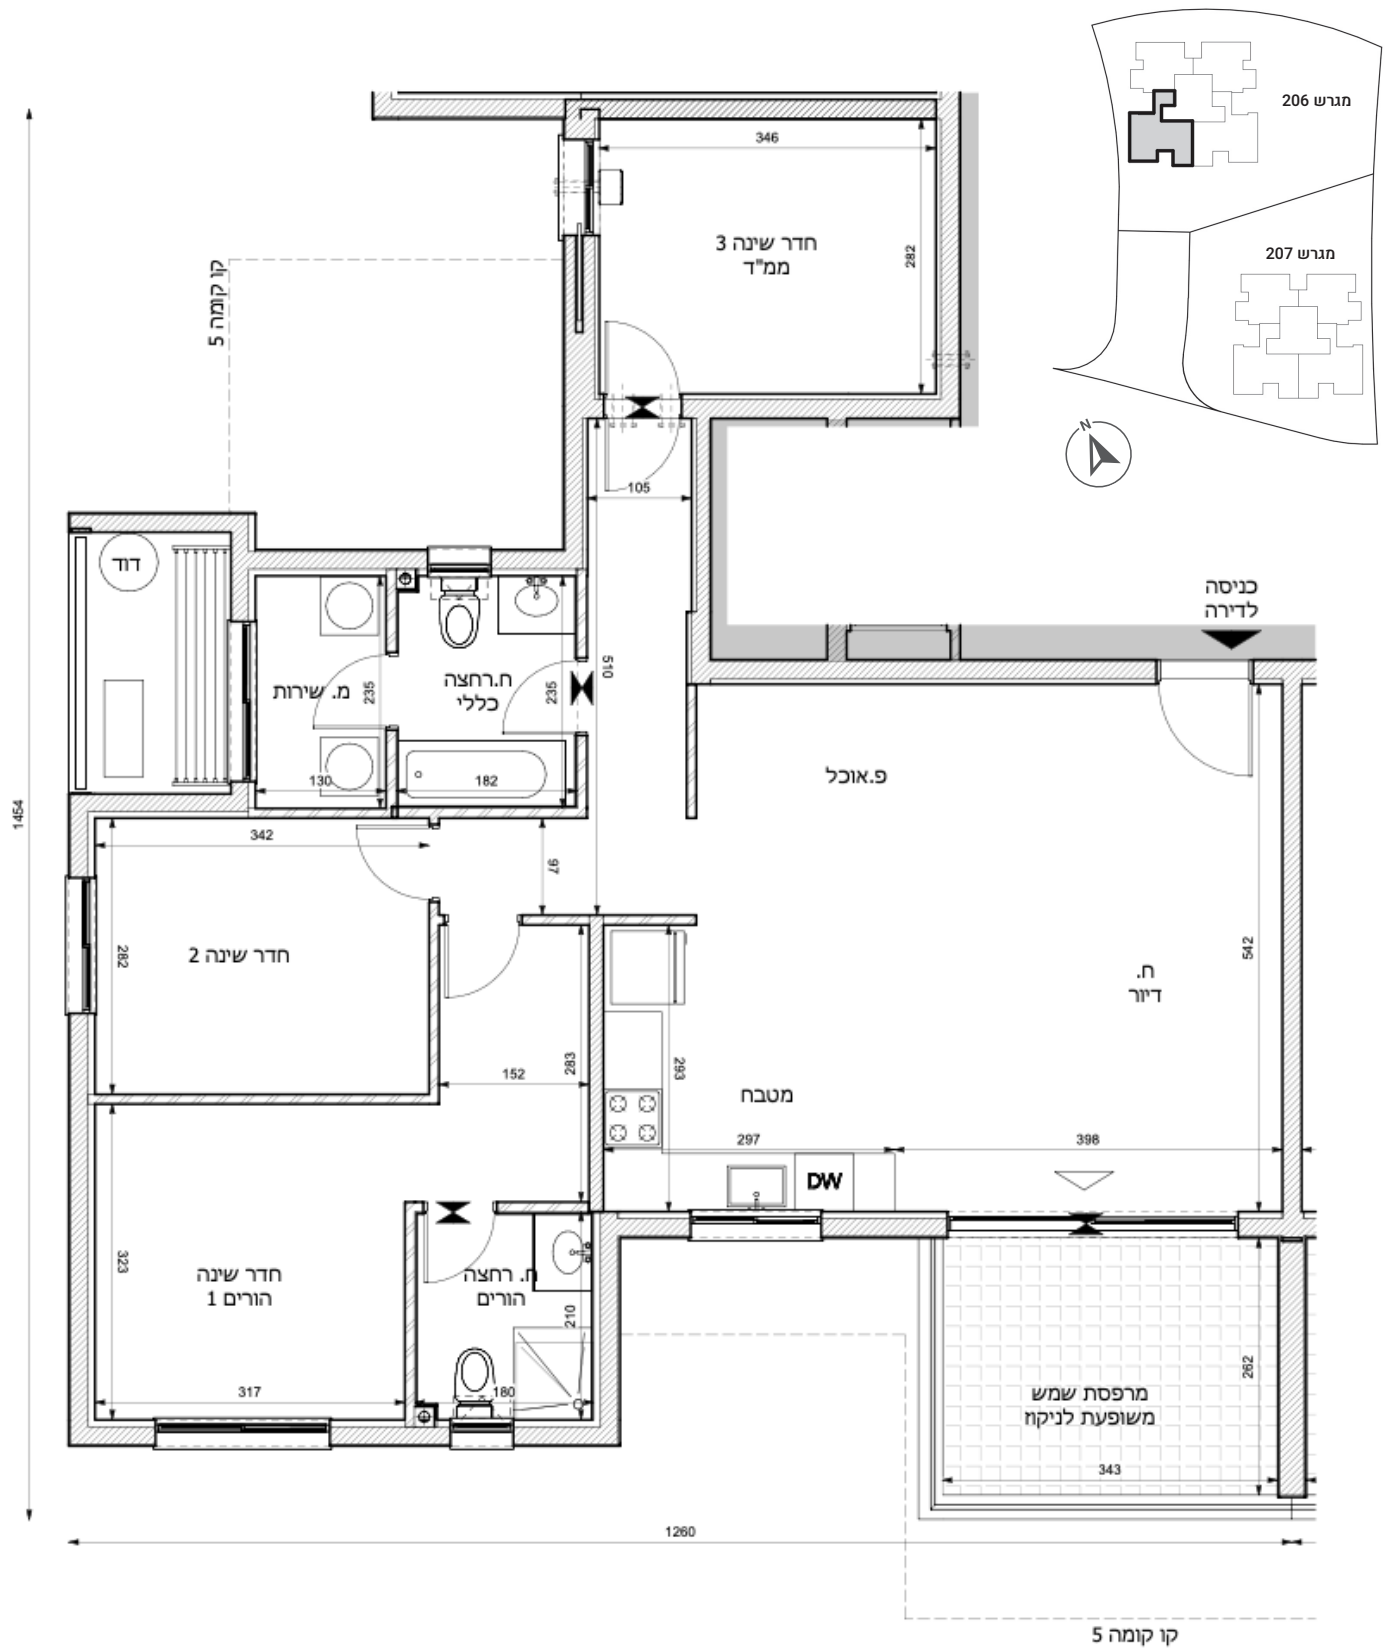 מגרש 206
מגרש 207
N
346
חדר שינה 3
ממ"ד
282
קו קומה 5
105
כניסה
לדירה
דוד
510
ח.רחצה
כללי
מ. שירות
235
235
130
182
פ.אוכל
1454
342
97
חדר שינה 2
282
542
ח.
דיור
283
293
152
מטבח
297
398
DW
323
חדר שינה
הורים 1
ח. רחצה
הורים
210
317
180
262
מרפסת שמש
משופעת לניקוז
343
1260
קו קומה 5